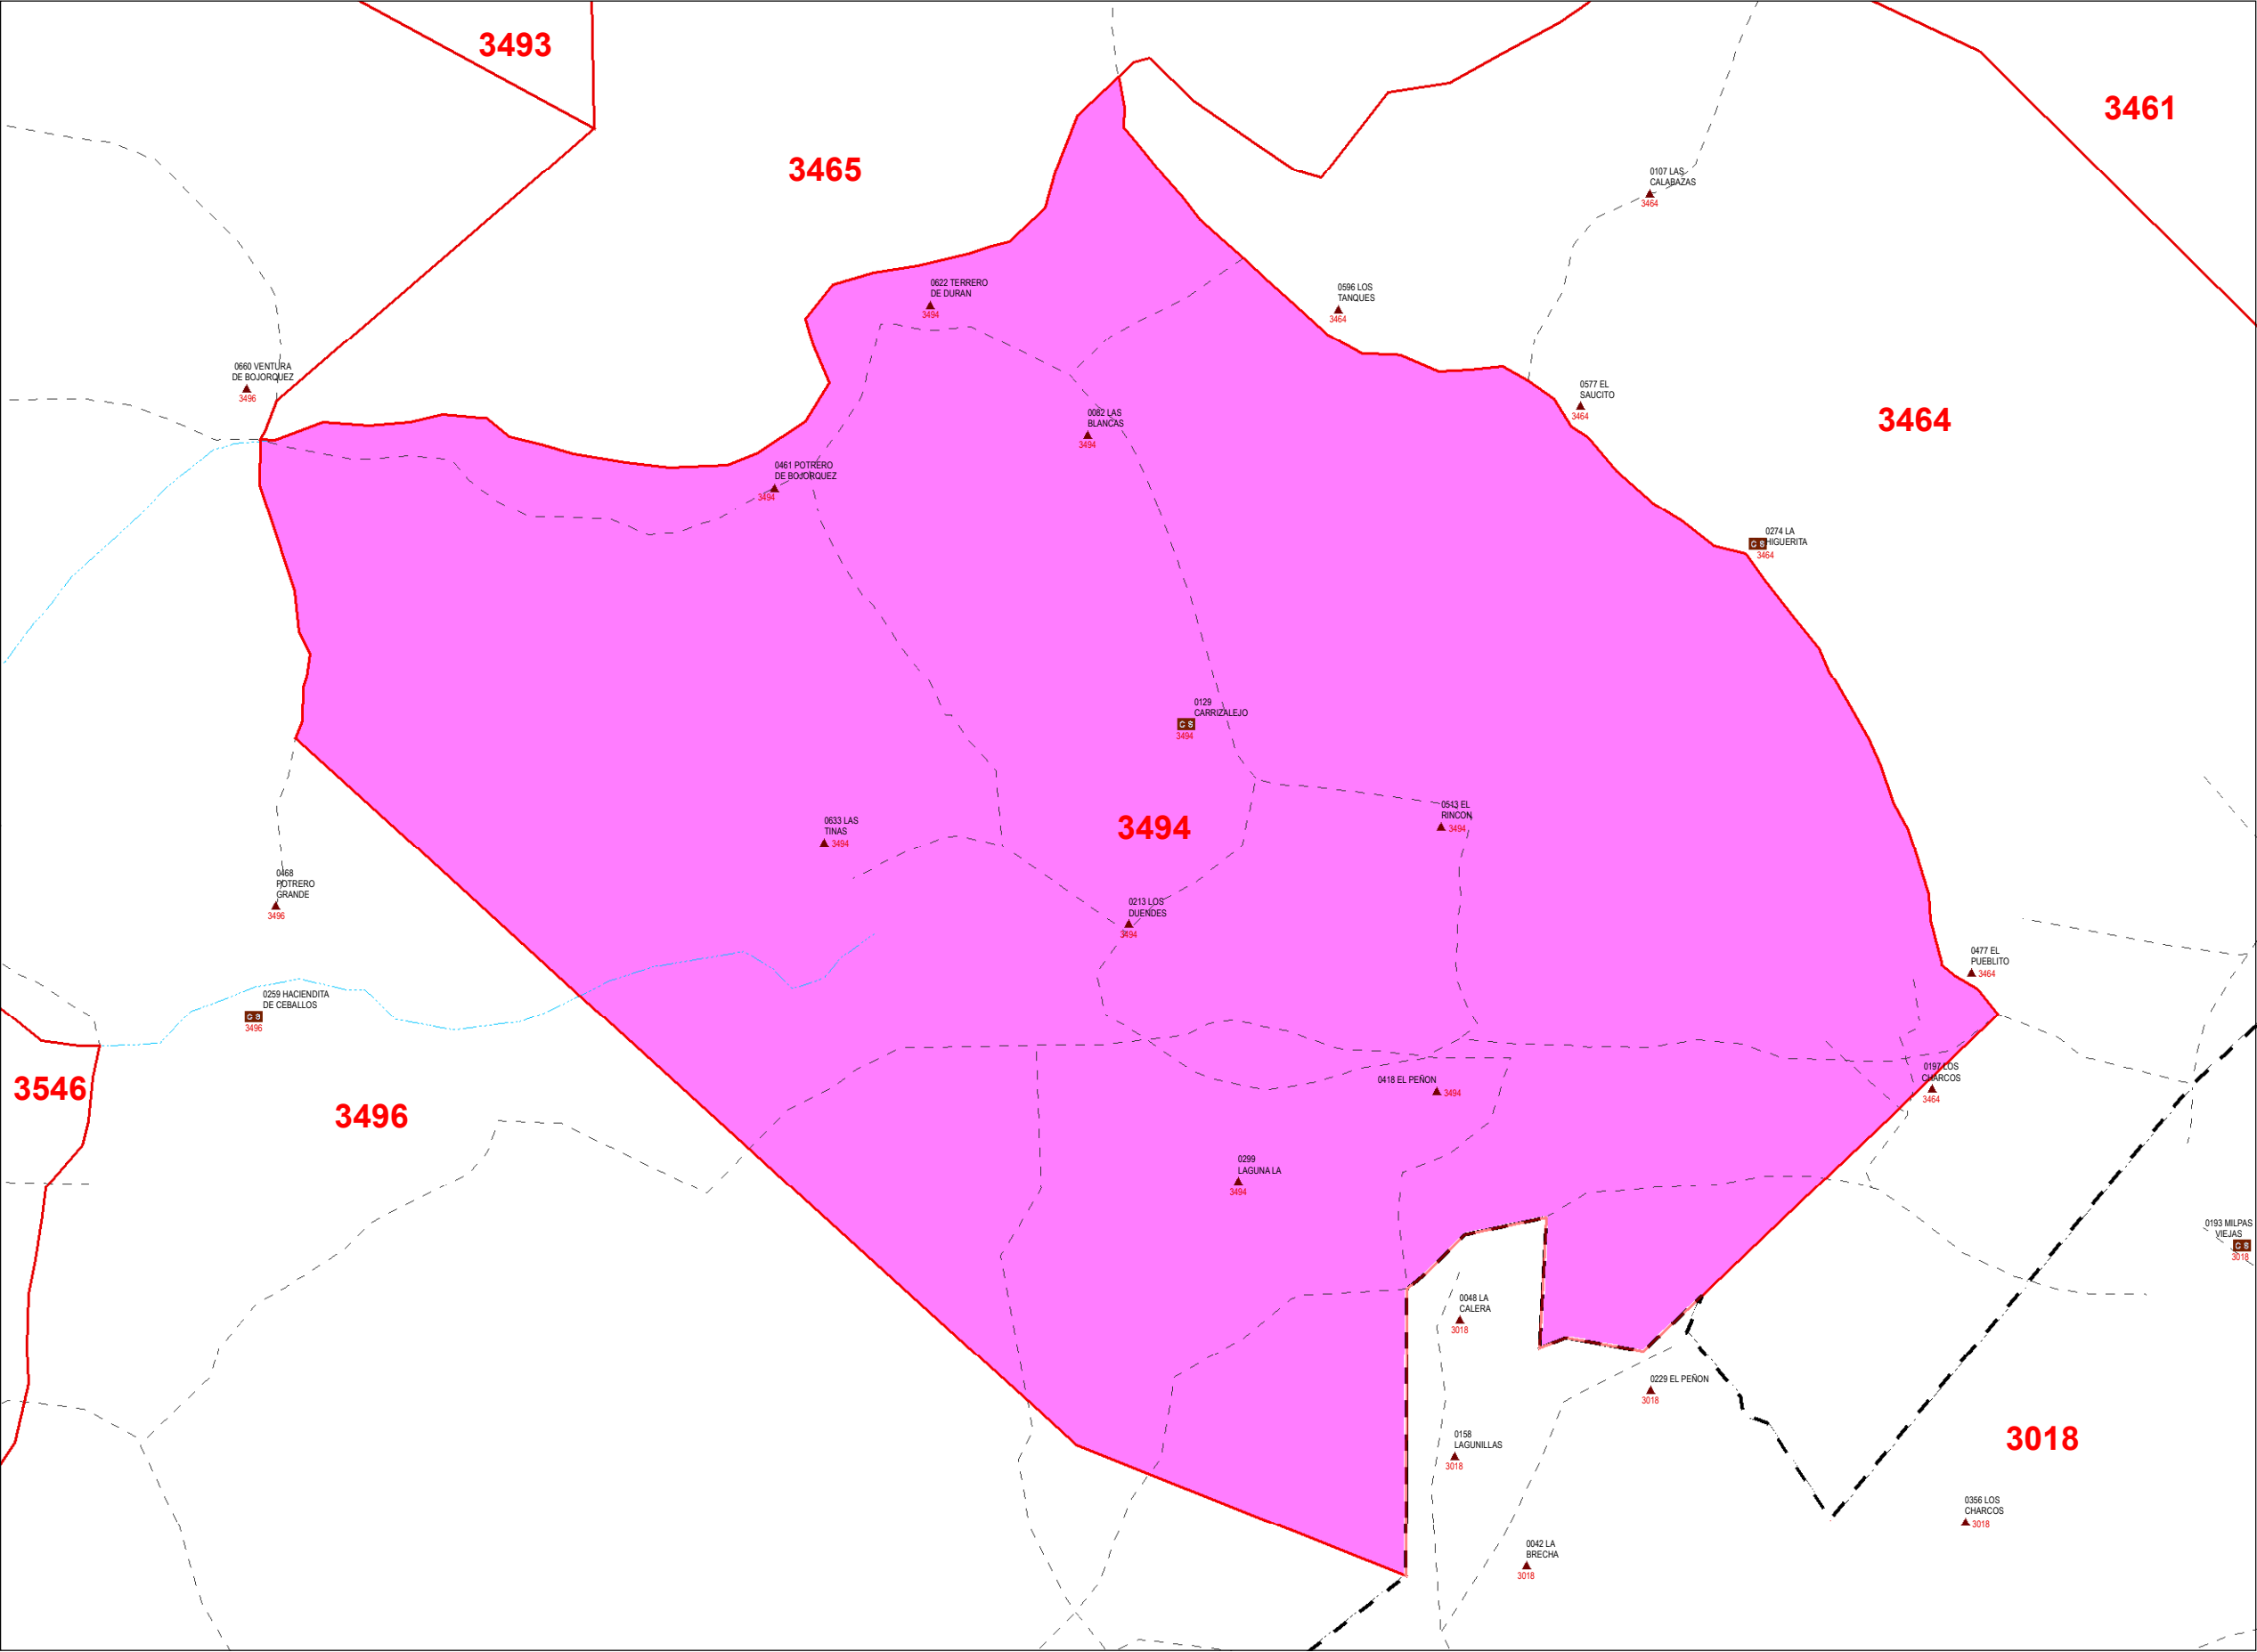 3493
3461
3465
0107 LAS
CALABAZAS
3464
0622 TERRERO
DE DURAN
3494
0596 LOS
TANQUES
3464
0660 VENTURA
DE BOJORQUEZ
3496
0577 EL
SAUCITO
3464
0082 LAS
BLANCAS
3494
3464
0461 POTRERO
DE BOJORQUEZ
3494
0274 LA
HIGUERITA
C S
3464
0129
CARRIZALEJO
C S
3494
0543 EL
RINCON
3494
0633 LAS
TINAS
3494
3494
0468
POTRERO
GRANDE
3496
0213 LOS
DUENDES
3494
0477 EL
PUEBLITO
3464
0259 HACIENDITA
DE CEBALLOS
C S
3496
3546
3496
0418 EL PEÑON
3494
0197 LOS
CHARCOS
3464
0299
LAGUNA LA
3494
0193 MILPAS
VIEJAS
C S
3018
0048 LA
CALERA
3018
0229 EL PEÑON
3018
3018
0158
LAGUNILLAS
3018
0356 LOS
CHARCOS
3018
0042 LA
BRECHA
3018